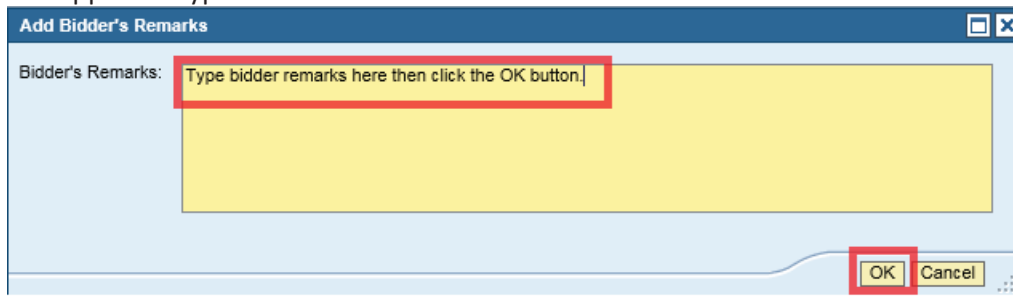 Add Bidder's Remarks
Bidder's Remarks: Type bidder remarks here then click the OK button.
OK Cancel